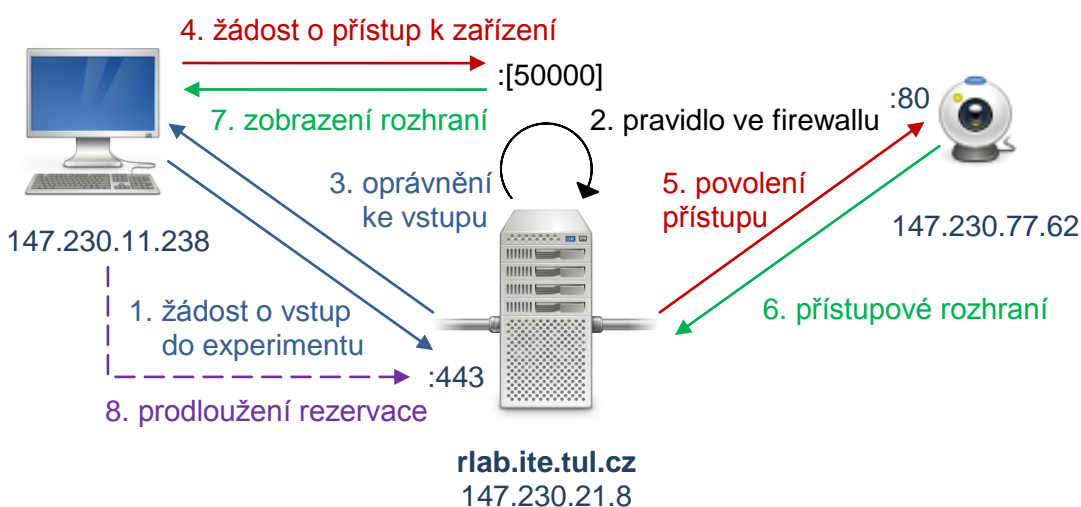 4. žádost o přístup k zařízení
:[50000]
:80
7. zobrazení rozhraní
2. pravidlo ve firewallu
3. oprávnění
ke vstupu
5. povolení
přístupu
147.230.11.238
147.230.77.62
1. žádost o vstup
do experimentu
6. přístupové rozhraní
:443
8. prodloužení rezervace
rlab.ite.tul.cz
147.230.21.8